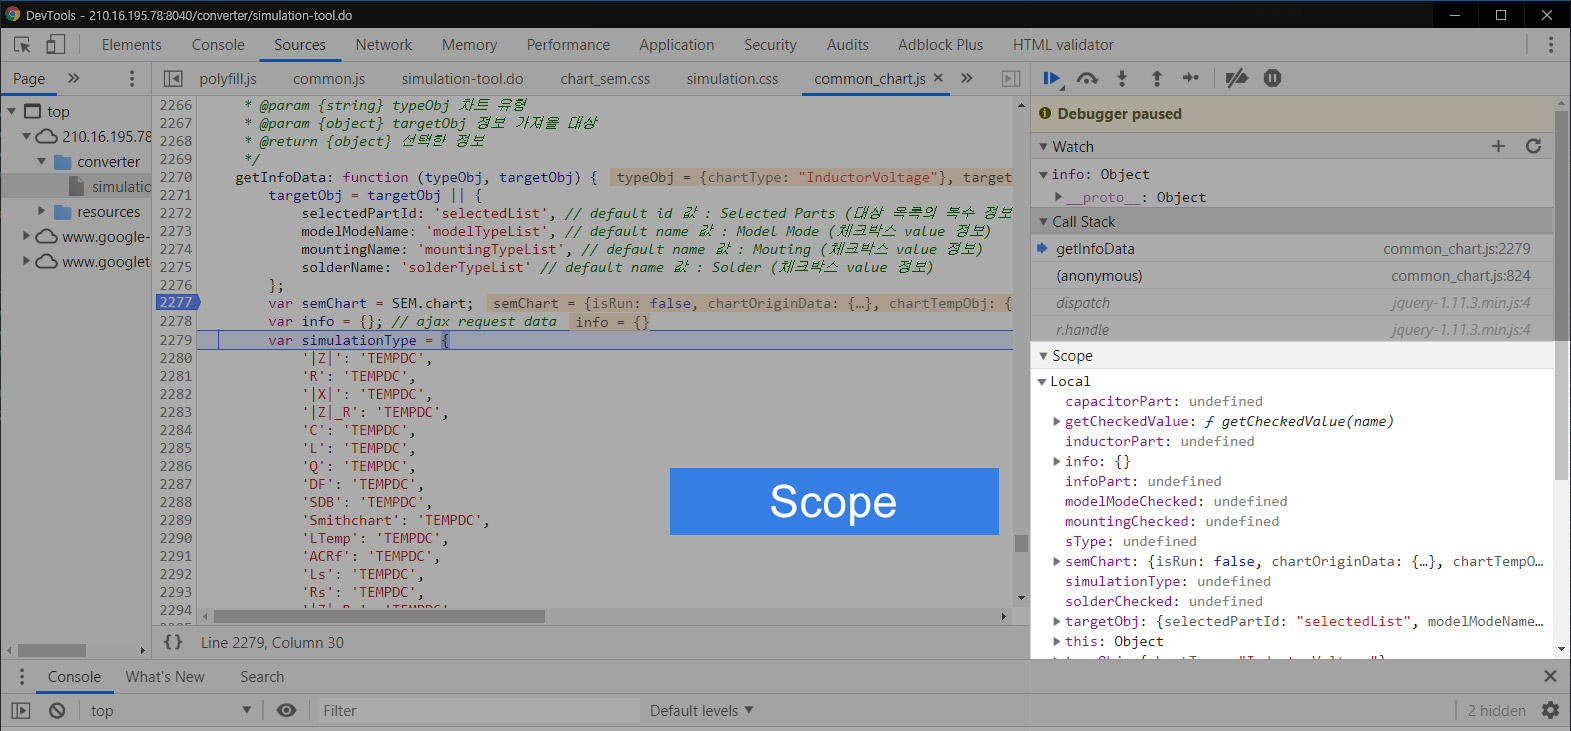 DevTools - 210.16.195.78:8040/converter/simulation-tool.do
Elements Console Sources Network Memory Performance Application Security Audits Adblock Plus HTML validator
Page
polyfill.js common.js simulation-tool.do chart_sem.css simulation.css common_chart.js
top
210.16.195.78
converter
simulatio
resources
www.google-
www.googleta
2266 * @param {string} typeObj 차트 유형
2267 * @param {object} targetObj 정보 가져올 대상
2268 * @return {object} 선택한 정보
2269 */
2270 getInfoData: function (typeObj, targetObj) { typeObj = {chartType: "InductorVoltage"}, target
2271 targetObj = targetObj || {
2272 selectedPartId: 'selectedList', // default id 값 : Selected Parts (대상 목록의 복수 정보
2273 modelModeName: 'modelTypeList', // default name 값 : Model Mode (체크박스 value 정보)
2274 mountingName: 'mountingTypeList', // default name 값 : Mouting (체크박스 value 정보)
2275 solderName: 'solderTypeList' // default name 값 : Solder (체크박스 value 정보)
2276 };
2277 var semChart = SEM.chart; semChart = {isRun: false, chartOriginData: {…}, chartTempObj: {
2278 var info = {}; // ajax request data info = {}
2279 var simulationType = {
2280 '|Z|': 'TEMPDC',
2281 'R': 'TEMPDC',
2282 '|X|': 'TEMPDC',
2283 '|Z|_R': 'TEMPDC',
2284 'C': 'TEMPDC',
2285 'L': 'TEMPDC',
2286 'Q': 'TEMPDC',
2287 'DF': 'TEMPDC',
2288 'SDB': 'TEMPDC',
2289 'Smithchart': 'TEMPDC',
2290 'LTemp': 'TEMPDC',
2291 'ACRf': 'TEMPDC',
2292 'Ls': 'TEMPDC',
2293 'Rs': 'TEMPDC',
2294
{} Line 2279, Column 30
Scope
Debugger paused
Watch
info: Object
__proto__: Object
Call Stack
getInfoData common_chart.js:2279
(anonymous) common_chart.js:824
dispatch jquery-1.11.3.min.js:4
r.handle jquery-1.11.3.min.js:4
Scope
Local
capacitorPart: undefined
getCheckedValue: ƒ getCheckedValue(name)
inductorPart: undefined
info: {}
infoPart: undefined
modelModeChecked: undefined
mountingChecked: undefined
sType: undefined
semChart: {isRun: false, chartOriginData: {…}, chartTempO…
simulationType: undefined
solderChecked: undefined
targetObj: {selectedPartId: "selectedList", modelModeName…
this: Object
Console What's New Search
top Filter Default levels 2 hidden